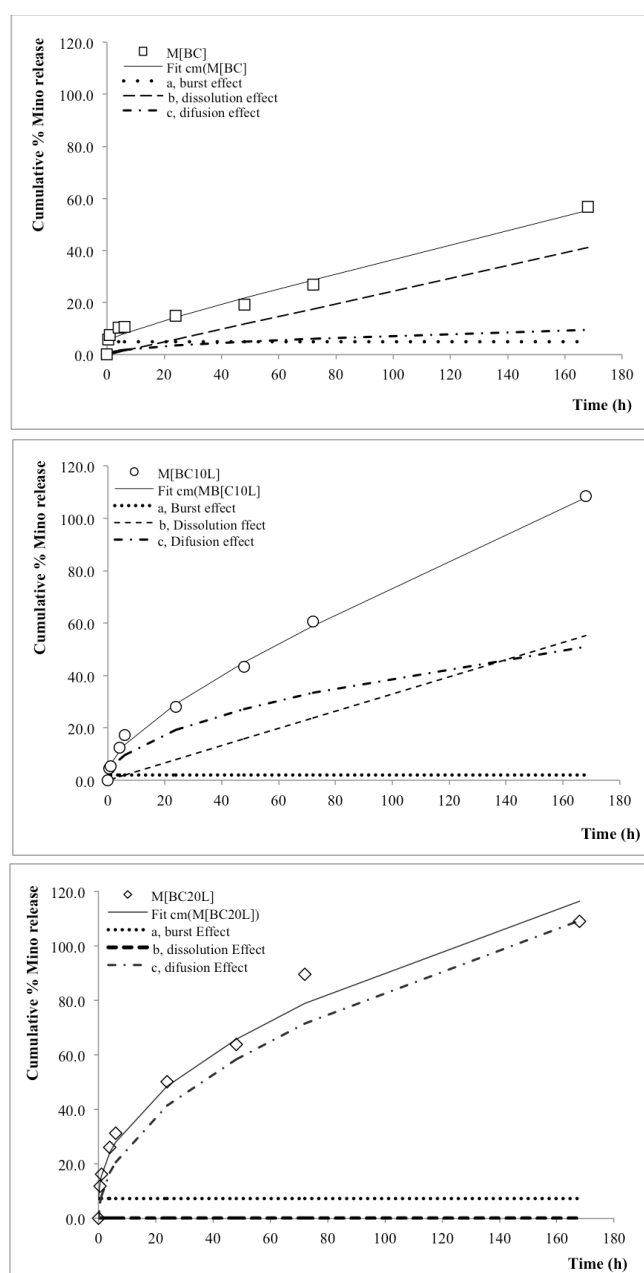 120.0
100.0
80.0
60.0
40.0
20.0
0.0
Cumulative % Mino release
M[BC]
Fit cm(M[BC]
a, burst effect
b, dissolution effect
c, difusion effect
0 20 40 60 80 100 120 140 160 180
Time (h)
120.0
100.0
80.0
60.0
40.0
20.0
0.0
Cumulative % Mino release
M[BC10L]
Fit cm(MB[C10L]
a, Burst effect
b, Dissolution ffect
c, Difusion effect
0 20 40 60 80 100 120 140 160 180
Time (h)
120.0
100.0
80.0
60.0
40.0
20.0
0.0
Cumulative % Mino release
M[BC20L]
Fit cm(M[BC20L])
a, burst Effect
b, dissolution Effect
c, difusion Effect
0 20 40 60 80 100 120 140 160 180
Time (h)